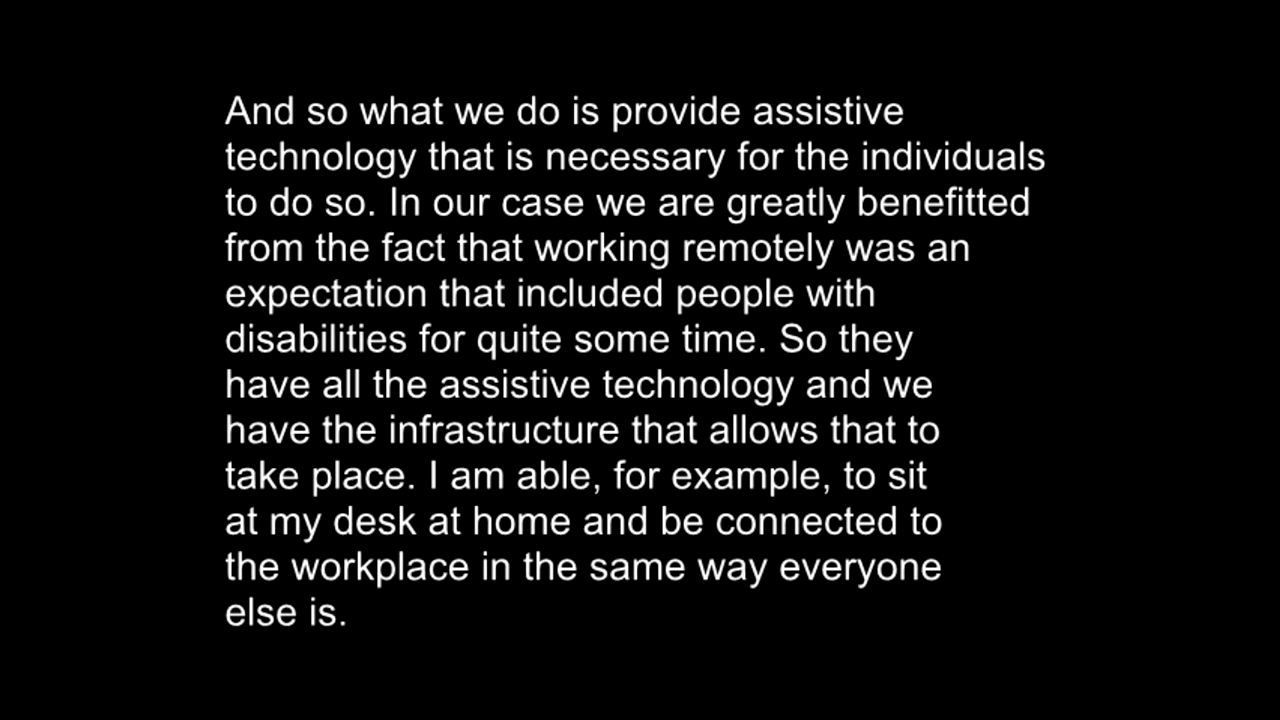 And so what we do is provide assistive
technology that is necessary for the individuals
to do so. In our case we are greatly benefitted
from the fact that working remotely was an
expectation that included people with
disabilities for quite some time. So they
have all the assistive technology and we
have the infrastructure that allows that to
take place. I am able, for example, to sit
at my desk at home and be connected to
the workplace in the same way everyone
else is.